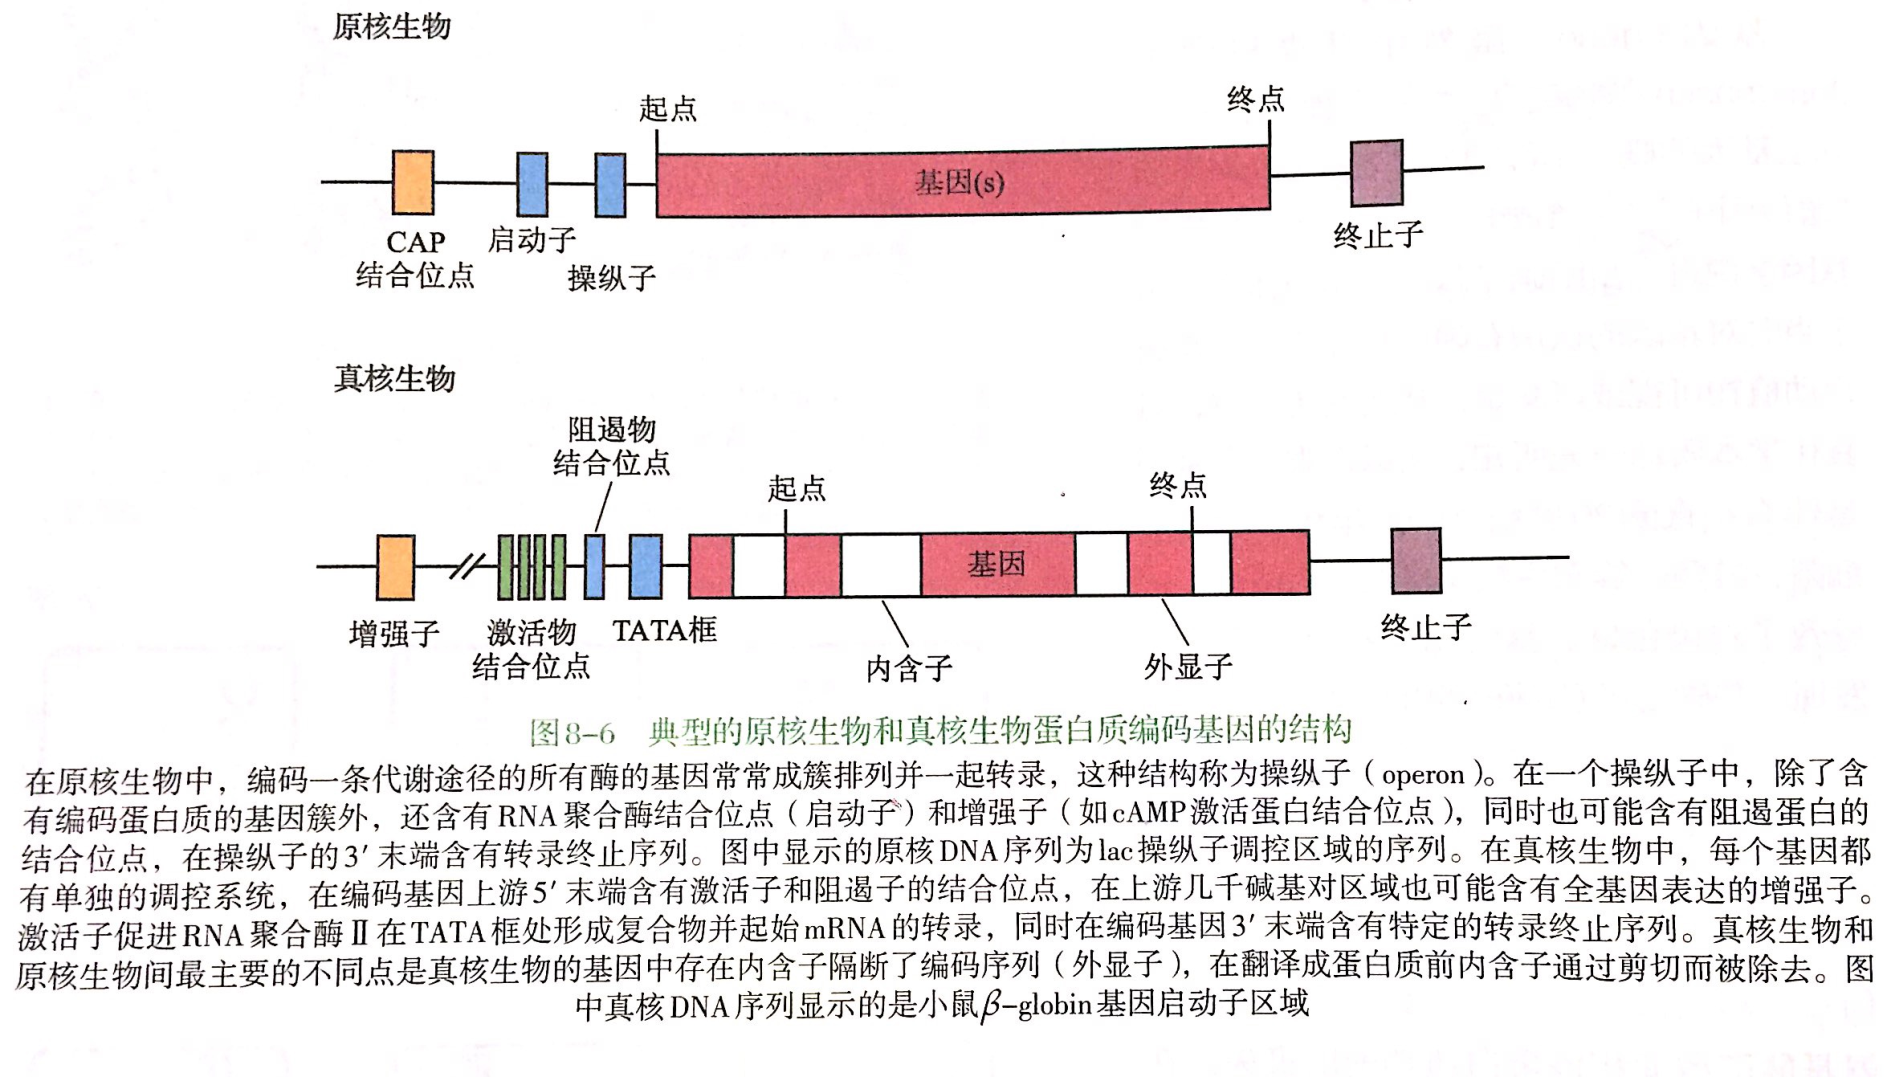 原核生物
起点
终点
基因(s)
CAP
结合位点
启动子
操纵子
终止子
真核生物
阻遏物
结合位点
起点
终点
基因
增强子
激活物
结合位点
TATA框
内含子
外显子
终止子
图8-6 典型的原核生物和真核生物蛋白质编码基因的结构
在原核生物中，编码一条代谢途径的所有酶的基因常常成簇排列并一起转录，这种结构称为操纵子（operon）。在一个操纵子中，除了含
有编码蛋白质的基因簇外，还含有RNA聚合酶结合位点（启动子）和增强子（如cAMP激活蛋白结合位点），同时也可能含有阻遏蛋白的
结合位点，在操纵子的3′末端含有转录终止序列。图中显示的原核DNA序列为lac操纵子调控区域的序列。在真核生物中，每个基因都
有单独的调控系统，在编码基因上游5′末端含有激活子和阻遏子的结合位点，在上游几千碱基对区域也可能含有全基因表达的增强子。
激活子促进RNA聚合酶Ⅱ在TATA框处形成复合物并起始mRNA的转录，同时在编码基因3′末端含有特定的转录终止序列。真核生物和
原核生物间最主要的不同点是真核生物的基因中存在内含子隔断了编码序列（外显子），在翻译成蛋白质前内含子通过剪切而被除去。图
中真核DNA序列显示的是小鼠β-globin基因启动子区域